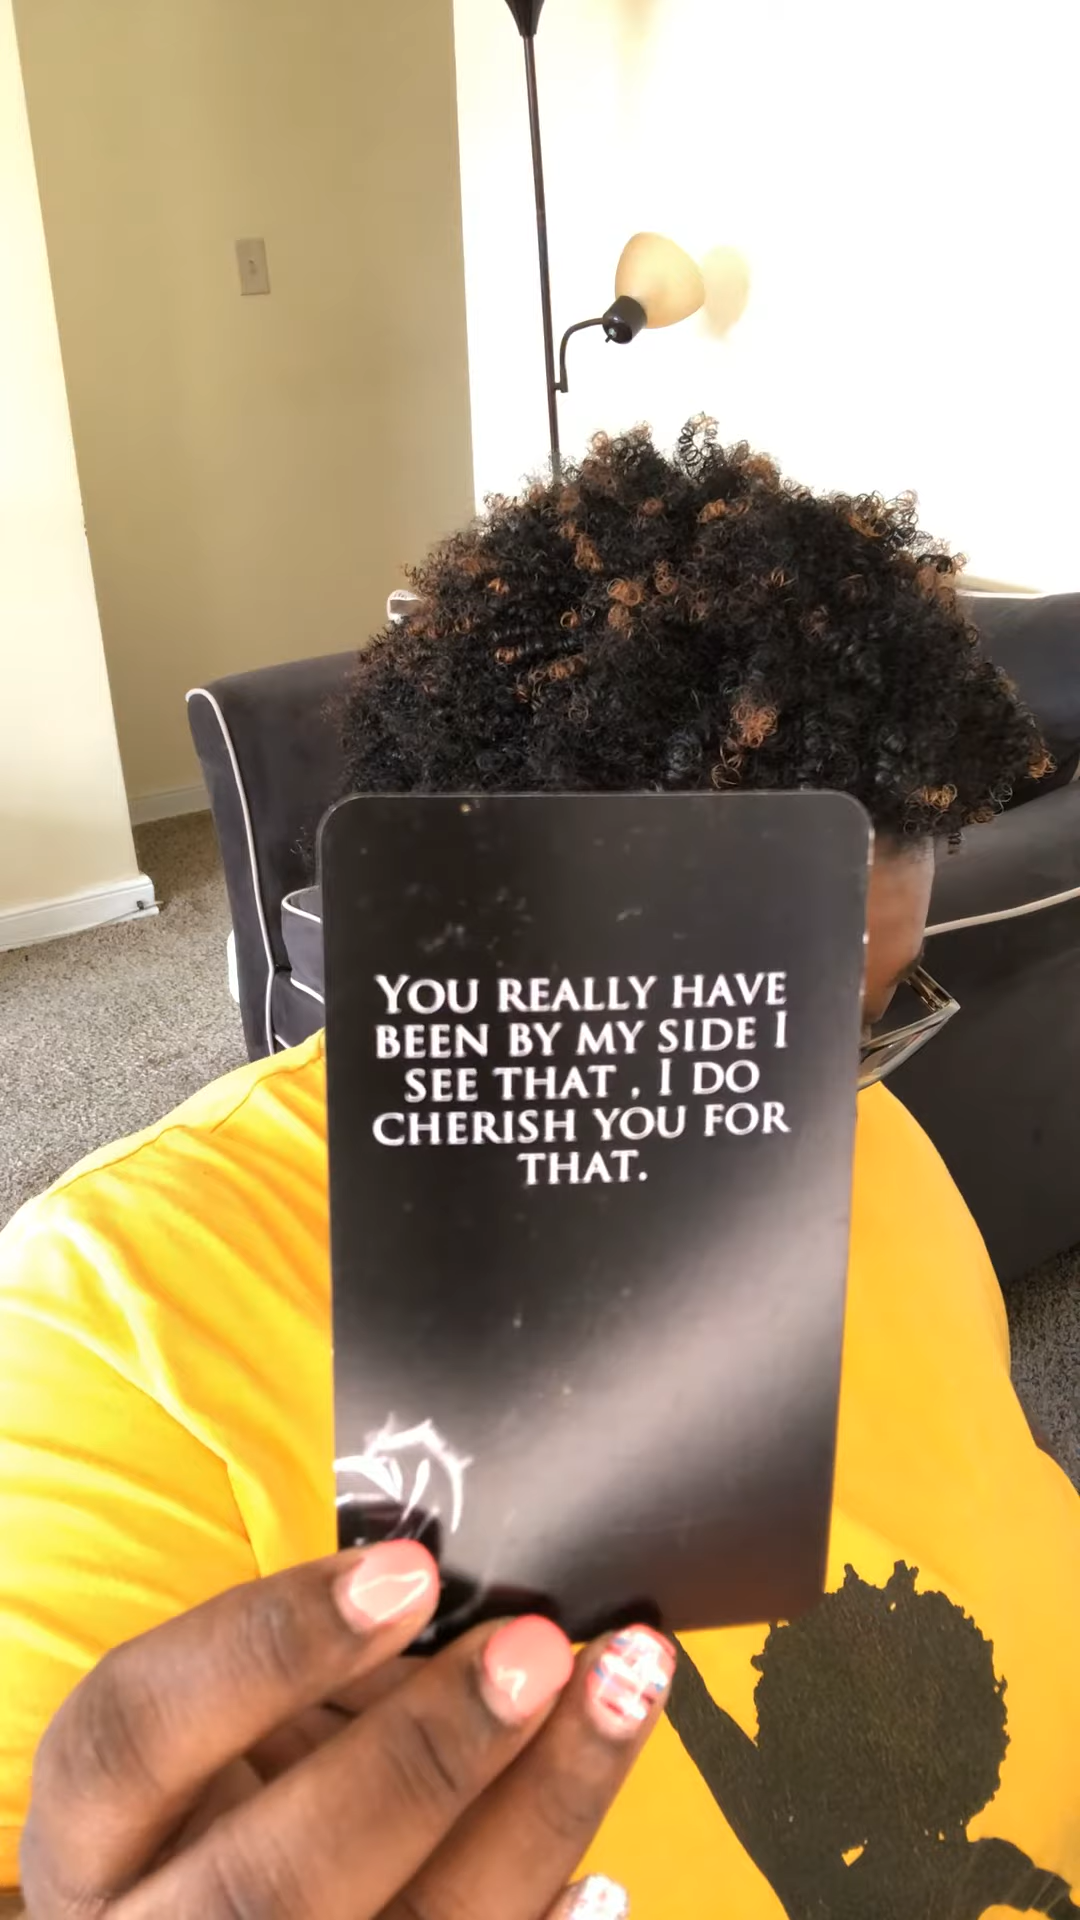 You really have
been by my side I
see that , I do
cherish you for
that.